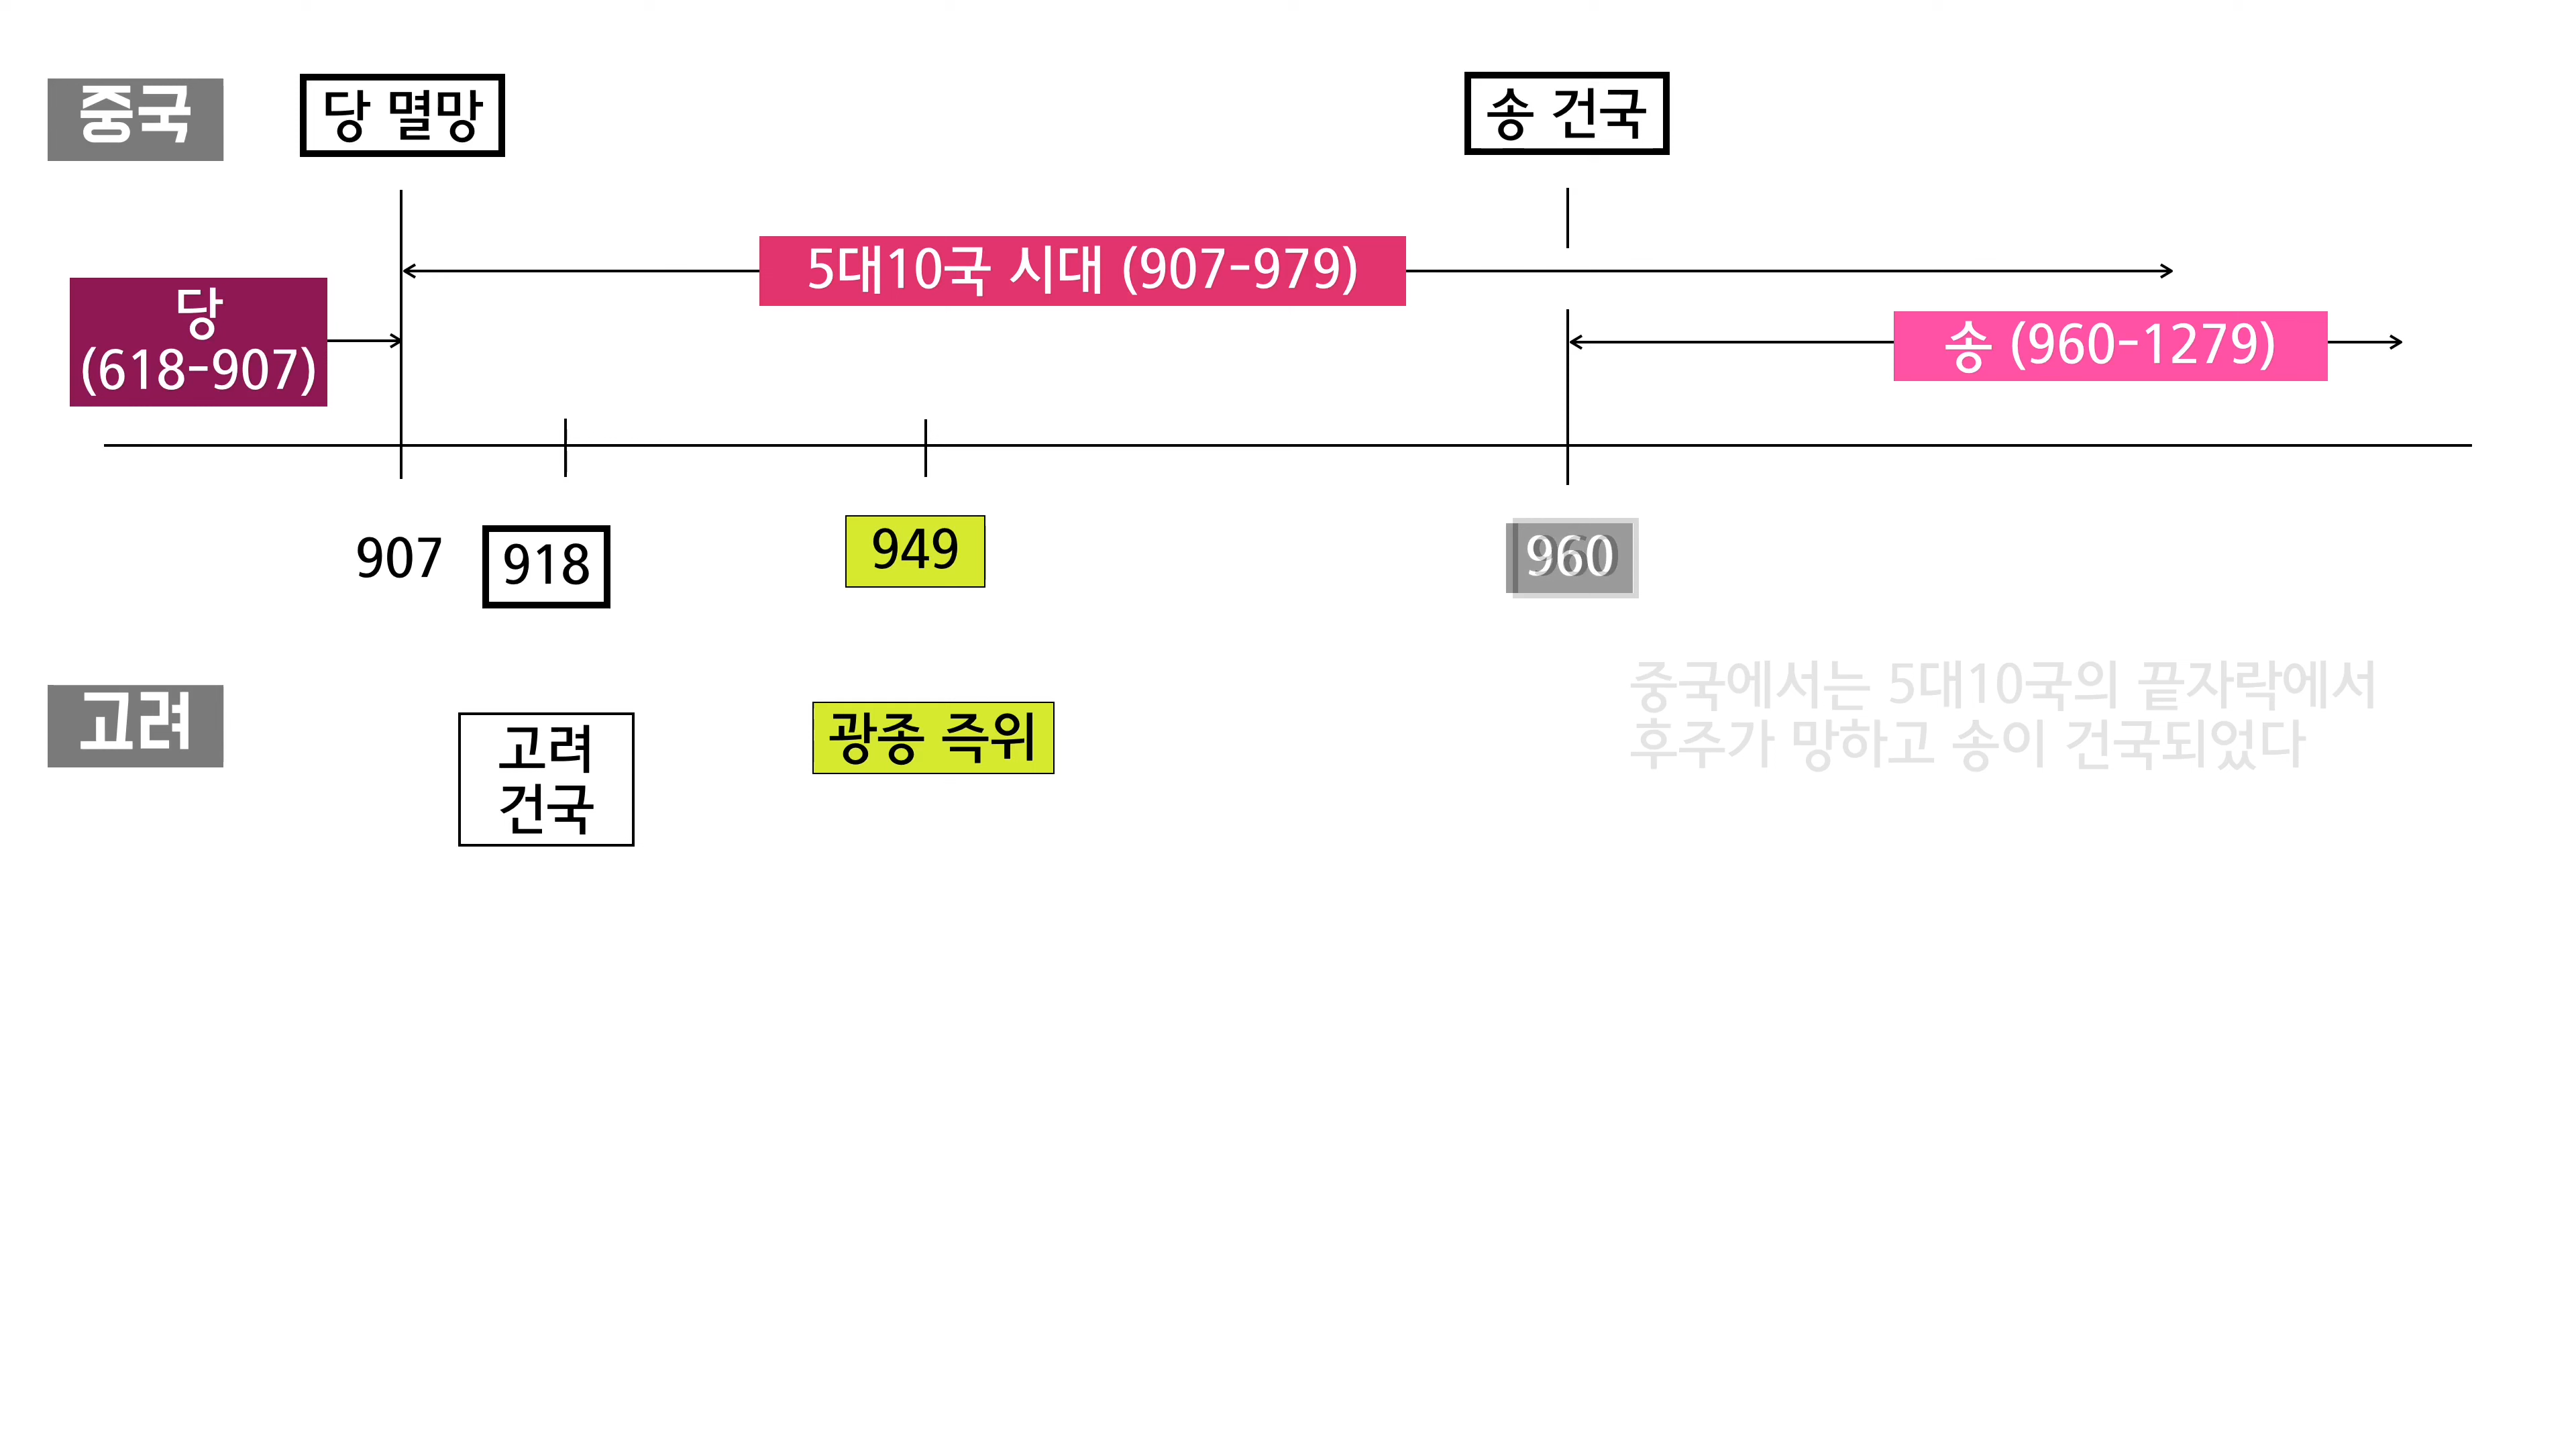 중국
당 멸망
송 건국
5대10국 시대 (907-979)
당
(618-907)
송 (960-1279)
907
918
949
960
고려
고려
건국
광종 즉위
중국에서는 5대10국의 끝자락에서
후주가 망하고 송이 건국되었다